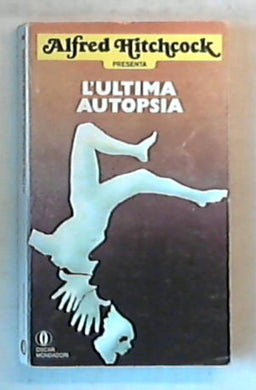 Alfred Hitchcock
PRESENTA
L'ULTIMA
AUTOPSIA
OSCAR
MONDADORI